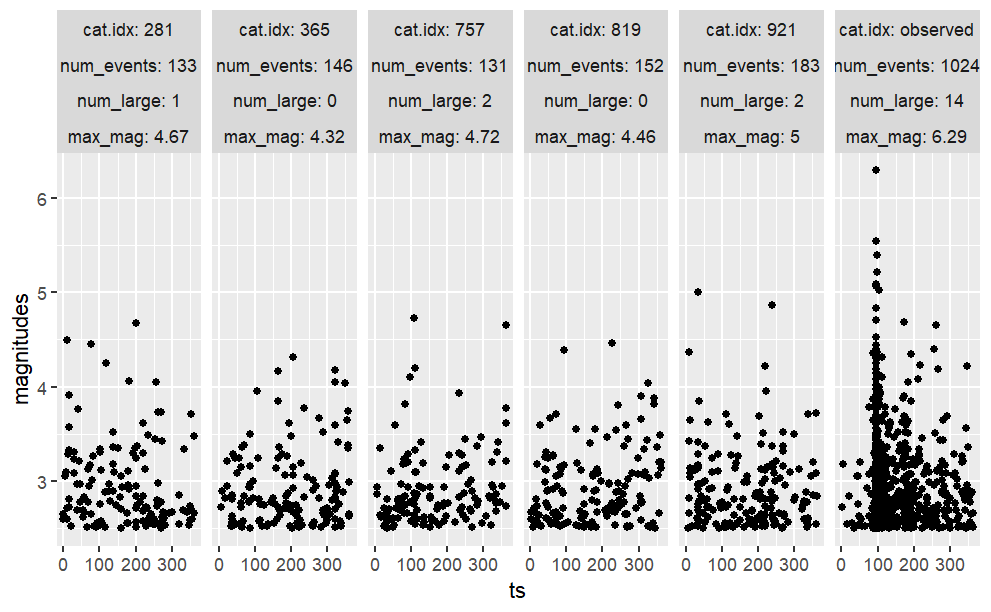 cat.idx: 281
num_events: 133
num_large: 1
max_mag: 4.67
cat.idx: 365
num_events: 146
num_large: 0
max_mag: 4.32
cat.idx: 757
num_events: 131
num_large: 2
max_mag: 4.72
cat.idx: 819
num_events: 152
num_large: 0
max_mag: 4.46
cat.idx: 921
num_events: 183
num_large: 2
max_mag: 5
cat.idx: observed
num_events: 1024
num_large: 14
max_mag: 6.29
magnitudes
6
5
4
3
0 100 200 300
0 100 200 300
0 100 200 300
0 100 200 300
0 100 200 300
0 100 200 300
ts